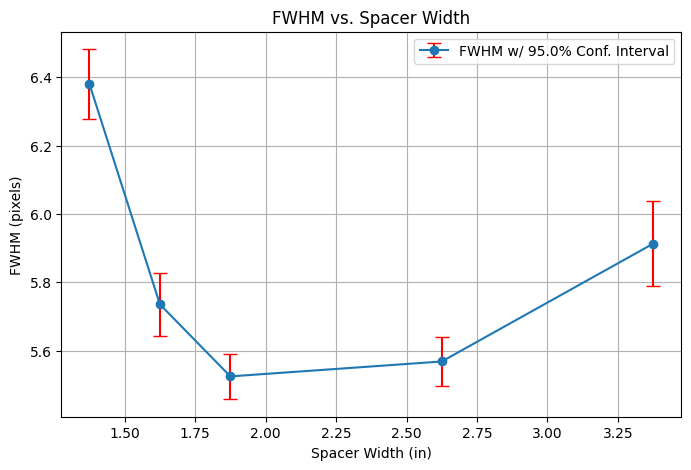 FWHM vs. Spacer Width
FWHM w/ 95.0% Conf. Interval
FWHM (pixels)
6.4
6.2
6.0
5.8
5.6
1.50 1.75 2.00 2.25 2.50 2.75 3.00 3.25
Spacer Width (in)